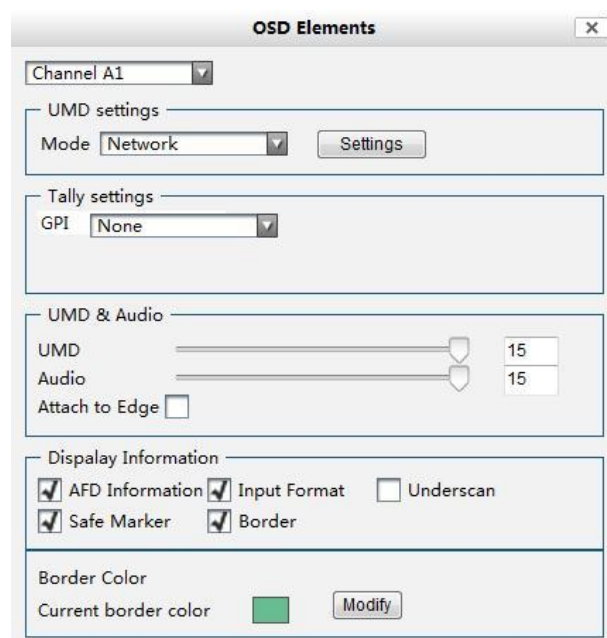 OSD Elements
Channel A1
UMD settings
Mode Network Settings
Tally settings
GPI None
UMD & Audio
UMD 15
Audio 15
Attach to Edge
Dispalay Information
AFD Information Input Format Underscan
Safe Marker Border
Border Color
Current border color Modify